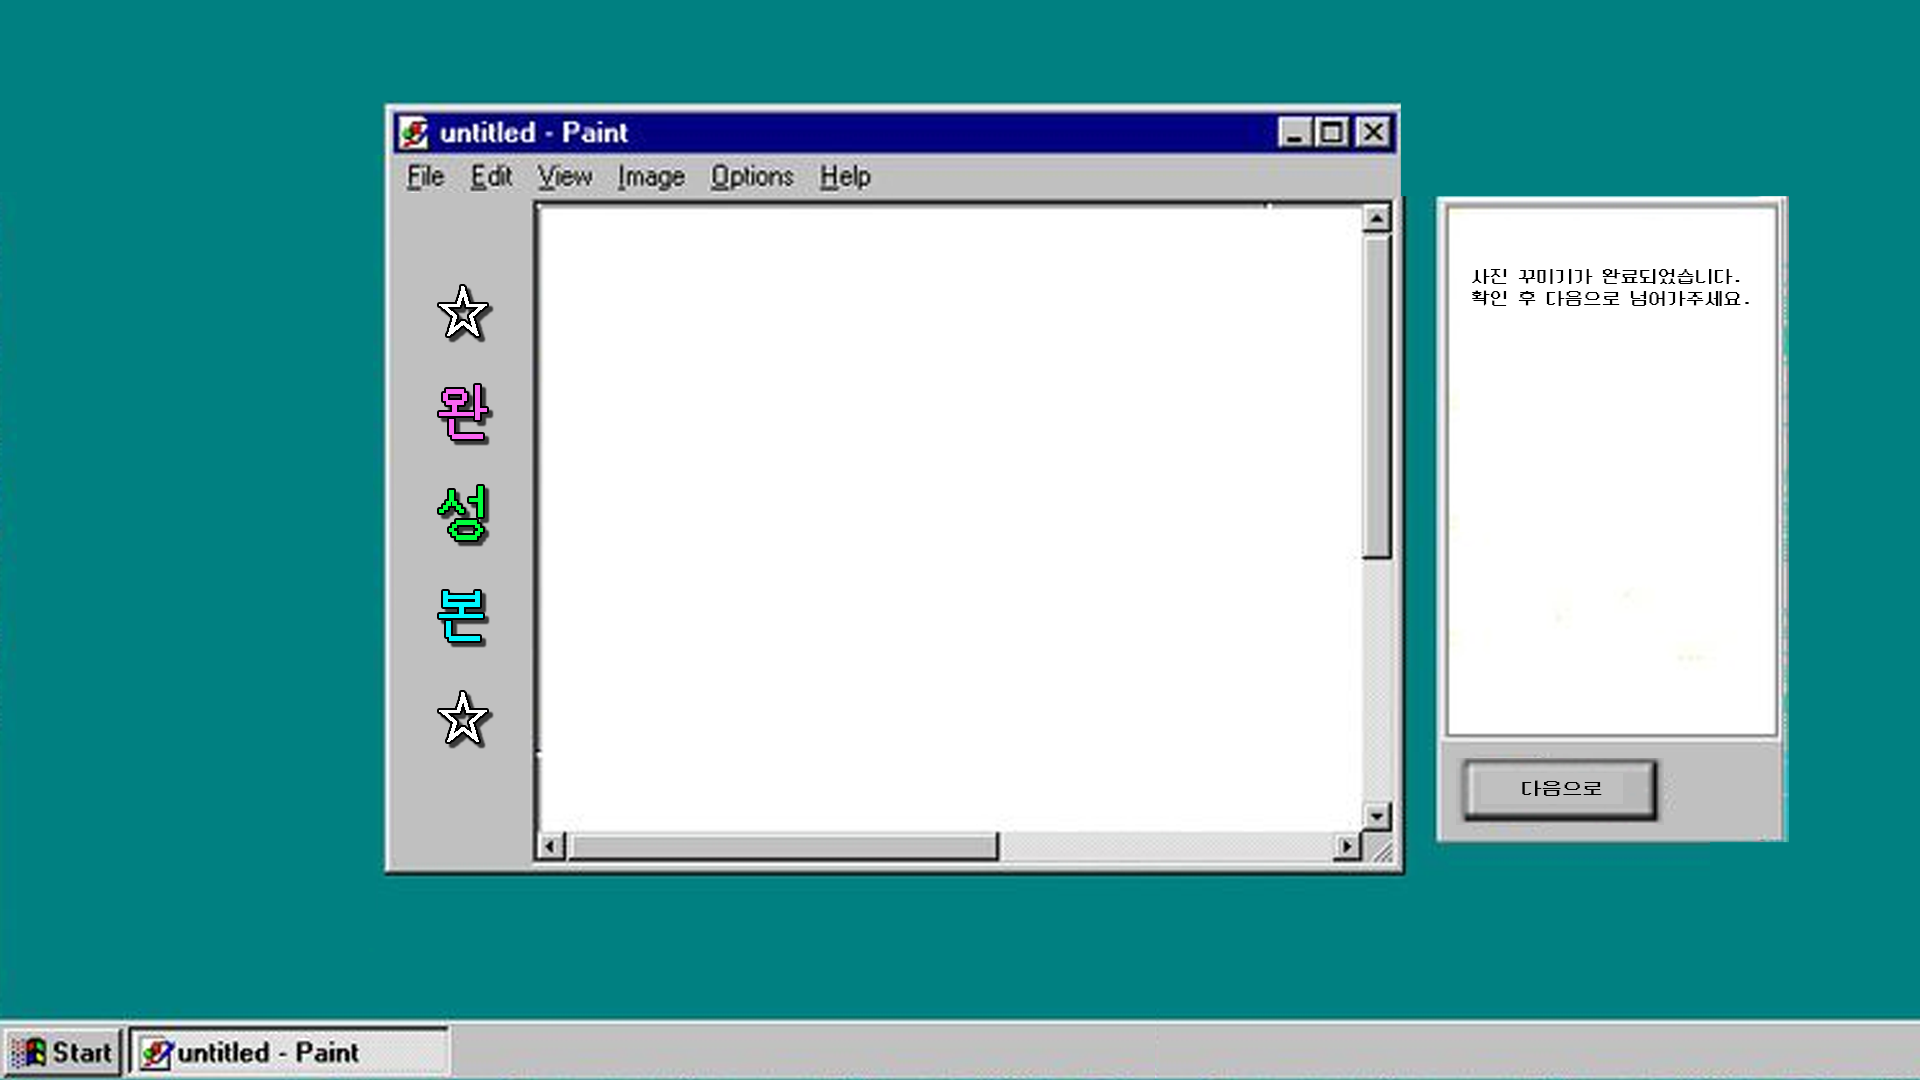 untitled - Paint
File Edit View Image Options Help
☆
완
성
본
☆
사진 꾸미기가 완료되었습니다.
확인 후 다음으로 넘어가주세요.
다음으로
Start
untitled - Paint